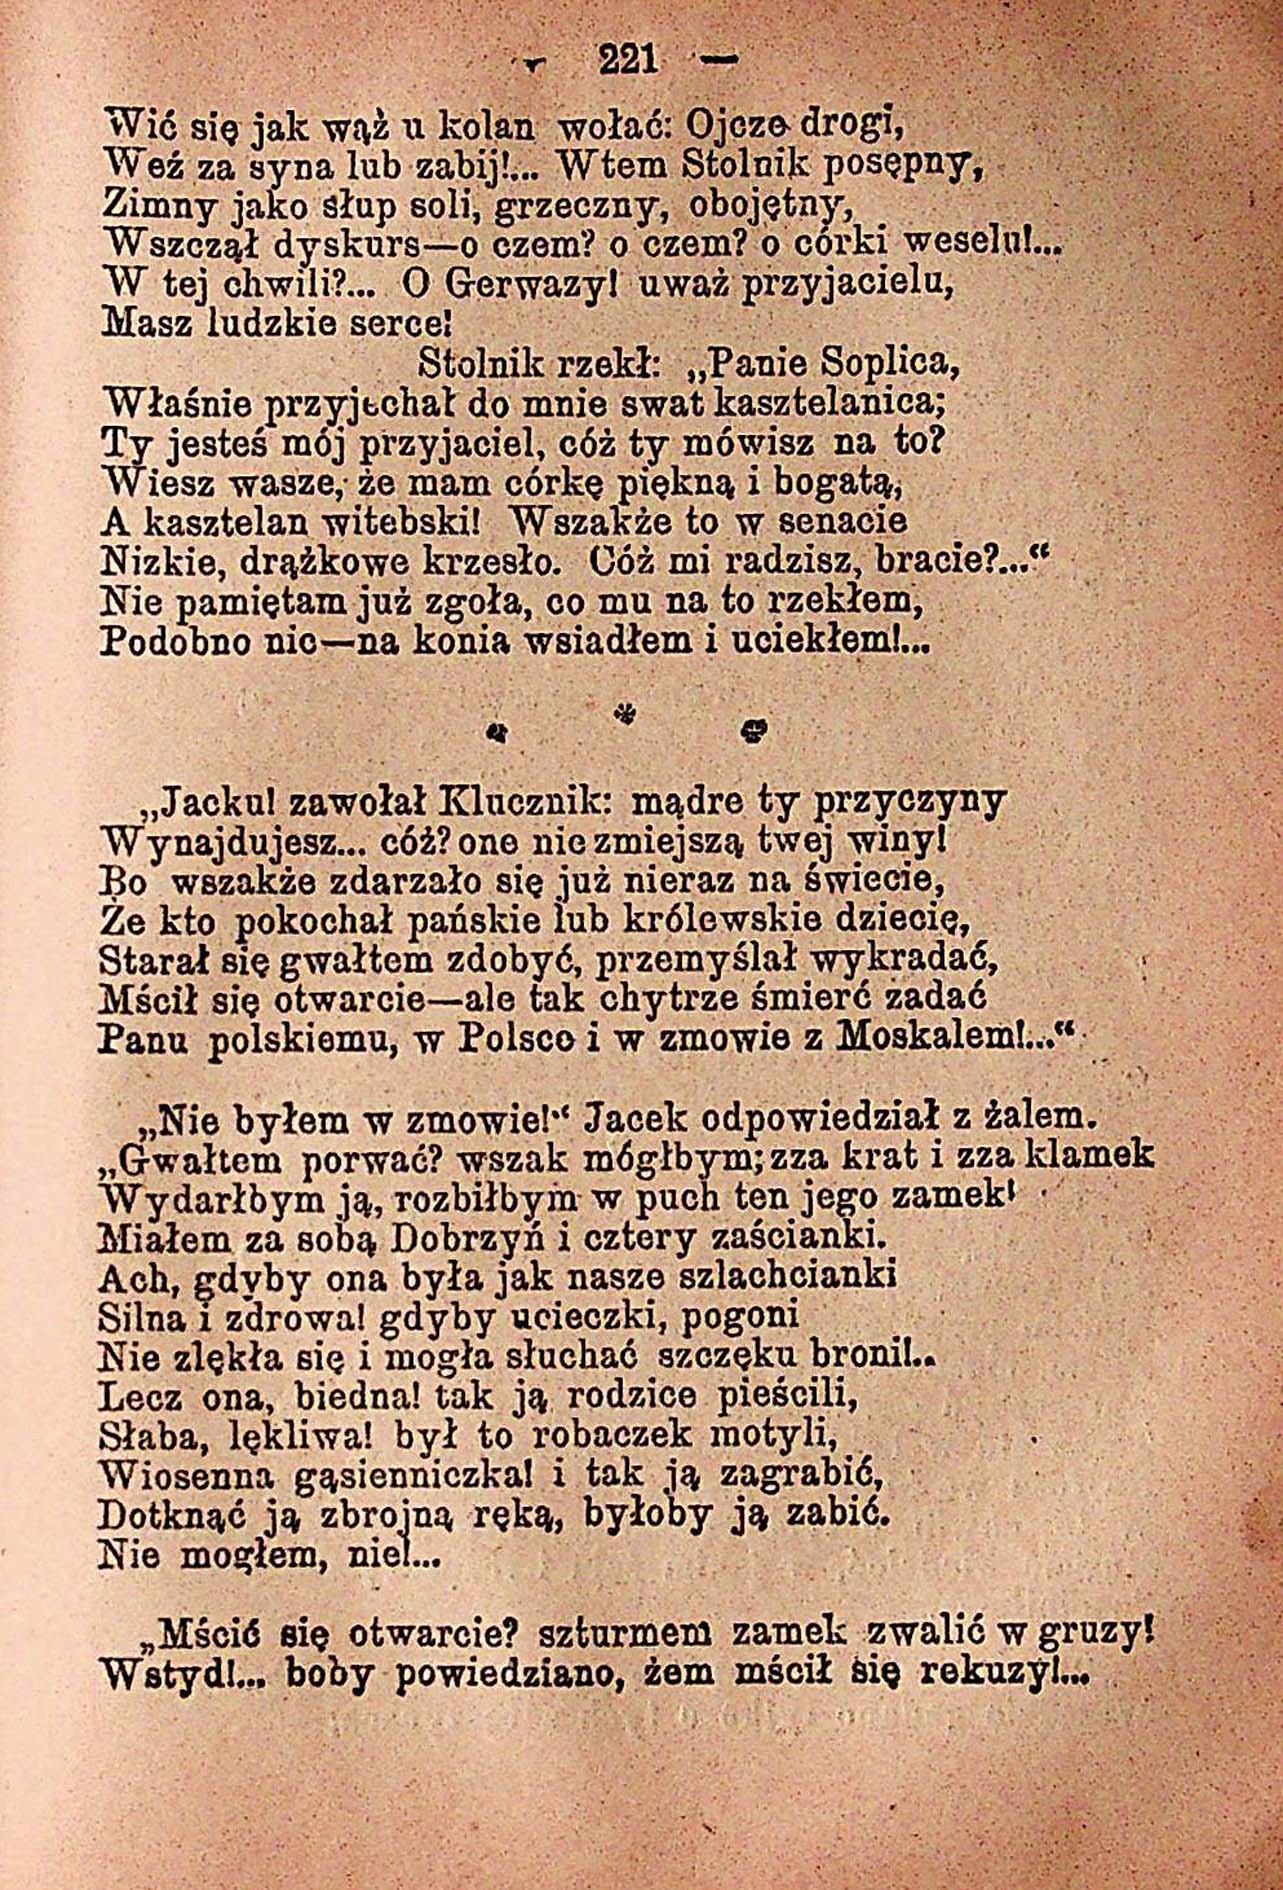 — 221 —
Wić się jak wąż u kolan wołać: Ojcze drogi,
Weź za syna lub zabij!... Wtem Stolnik posępny,
Zimny jako słup soli, grzeczny, obojętny,
Wszczął dyskurs—o czem? o czem? o córki weselu!...
W tej chwili?... O Gerwazy! uważ przyjacielu,
Masz ludzkie serce!
Stolnik rzekł: „Panie Soplica,
Właśnie przyjechał do mnie swat kasztelanica;
Ty jesteś mój przyjaciel, cóż ty mówisz na to?
Wiesz wasze, że mam córkę piękną i bogatą,
A kasztelan witebski! Wszakże to w senacie
Nizkie, drążkowe krzesło. Cóż mi radzisz, bracie?...“
Nie pamiętam już zgoła, co mu na to rzekłem,
Podobno nic—na konia wsiadłem i uciekłem!...
* * *
„Jacku! zawołał Klucznik: mądre ty przyczyny
Wynajdujesz... cóż? one nie zmiejszą twej winy!
Bo wszakże zdarzało się już nieraz na świecie,
Że kto pokochał pańskie lub królewskie dziecię,
Starał się gwałtem zdobyć, przemyślał wykradać,
Mścił się otwarcie—ale tak chytrze śmierć zadać
Panu polskiemu, w Polsce i w zmowie z Moskalem!...“
„Nie byłem w zmowie!“ Jacek odpowiedział z żalem.
„Gwałtem porwać? wszak mógłbym; zza krat i zza klamek
Wydarłbym ją, rozbiłbym w puch ten jego zamek!
Miałem za sobą Dobrzyń i cztery zaścianki.
Ach, gdyby ona była jak nasze szlachcianki
Silna i zdrowa! gdyby ucieczki, pogoni
Nie zlękła się i mogła słuchać szczęku broni!..
Lecz ona, biedna! tak ją rodzice pieścili,
Słaba, lękliwa! był to robaczek motyli,
Wiosenna gąsienniczka! i tak ją zagrabić,
Dotknąć ją zbrojną ręką, byłoby ją zabić.
Nie mogłem, nie!...
„Mścić się otwarcie? szturmem zamek zwalić w gruzy!
Wstyd!... boby powiedziano, żem mścił się rekuzy!...